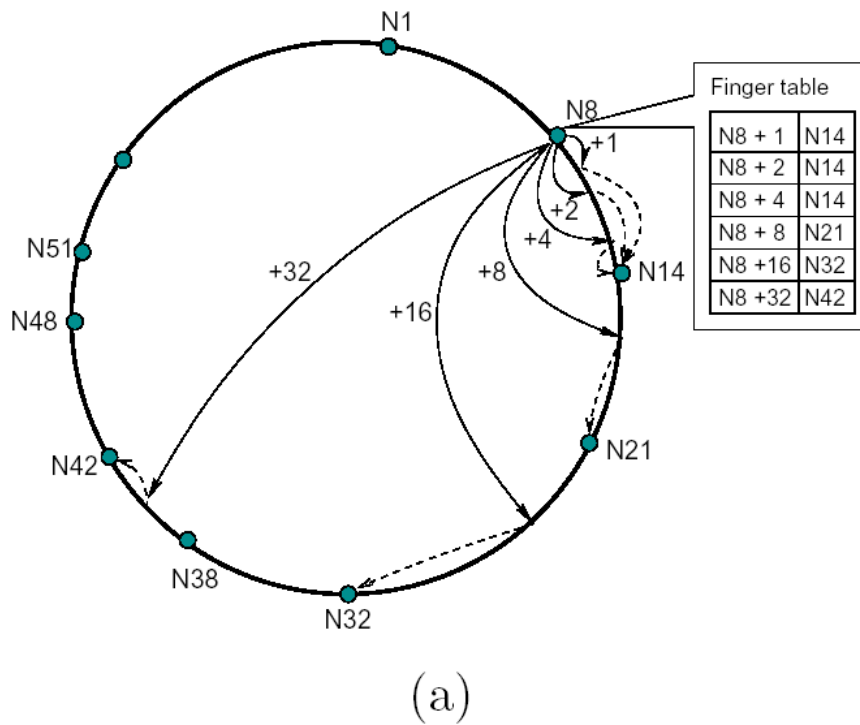 N1
N8
Finger table
N8 + 1 N14
N8 + 2 N14
N8 + 4 N14
N8 + 8 N21
N8 +16 N32
N8 +32 N42
+1
+2
+4
+8
+16
+32
N14
N51
N48
N42
N21
N38
N32
(a)